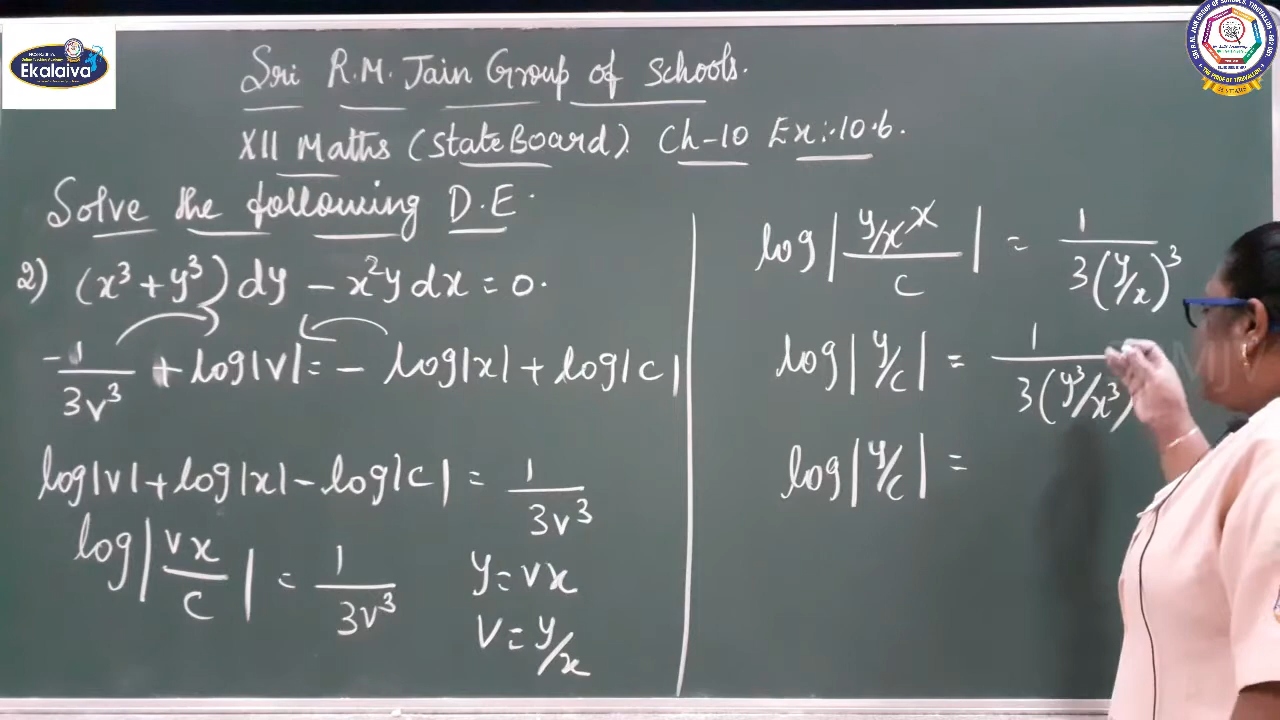 Ekalaiva
Sri R.M. Jain Group of Schools.
XII Maths (State Board) Ch-10 Ex:-10.6.
Solve the following D.E.
2) (x³ + y³) dy - x²y dx = 0.
-1/3v³ + log|v| = - log|x| + log|c|
log|v| + log|x| - log|c| = 1/3v³
log|vx/c| = 1/3v³
y = vx
v = y/x
log|y/x x/c| = 1/3(y/x)³
log|y/c| = 1/3(y³/x³)
log|y/c| =